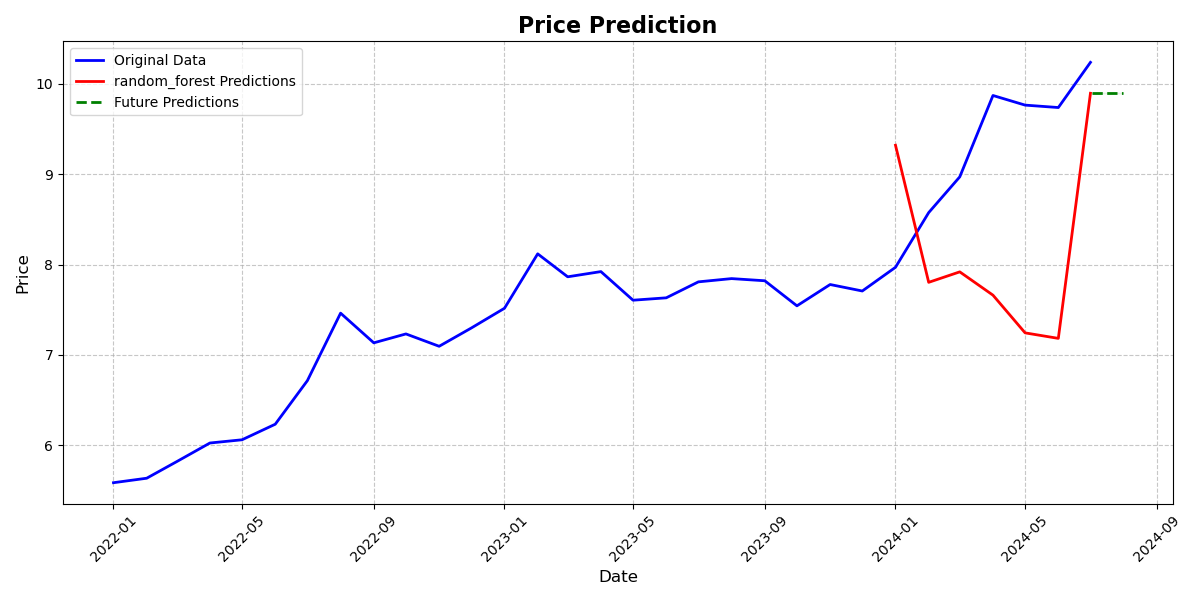 Price Prediction
Original Data
random_forest Predictions
Future Predictions
Price
10
9
8
7
6
2022-01
2022-05
2022-09
2023-01
2023-05
2023-09
2024-01
2024-05
2024-09
Date